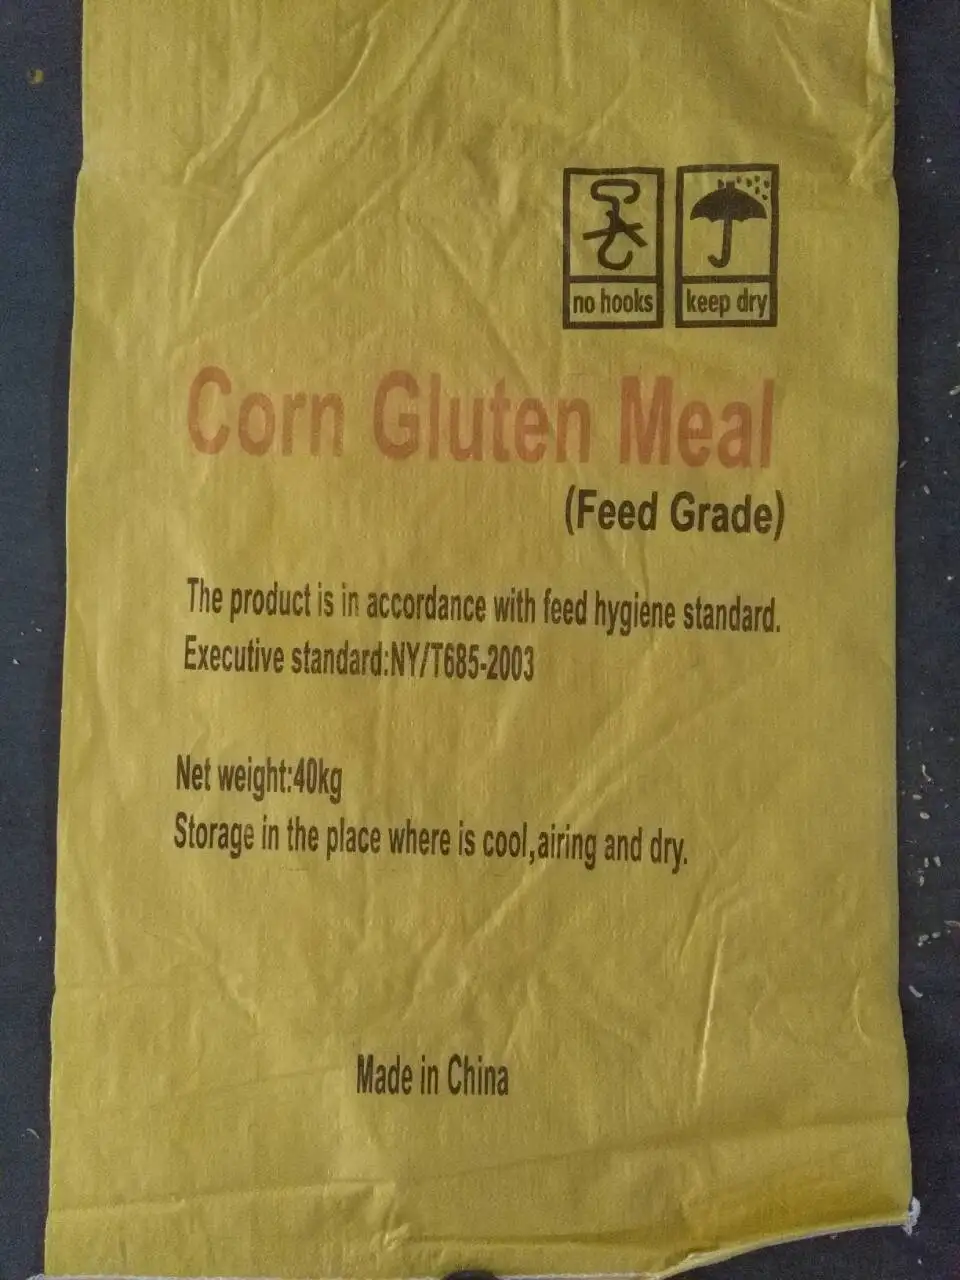 no hooks
keep dry
Corn Gluten Meal
(Feed Grade)
The product is in accordance with feed hygiene standard.
Executive standard:NY/T685-2003
Net weight:40kg
Storage in the place where is cool,airing and dry.
Made in China